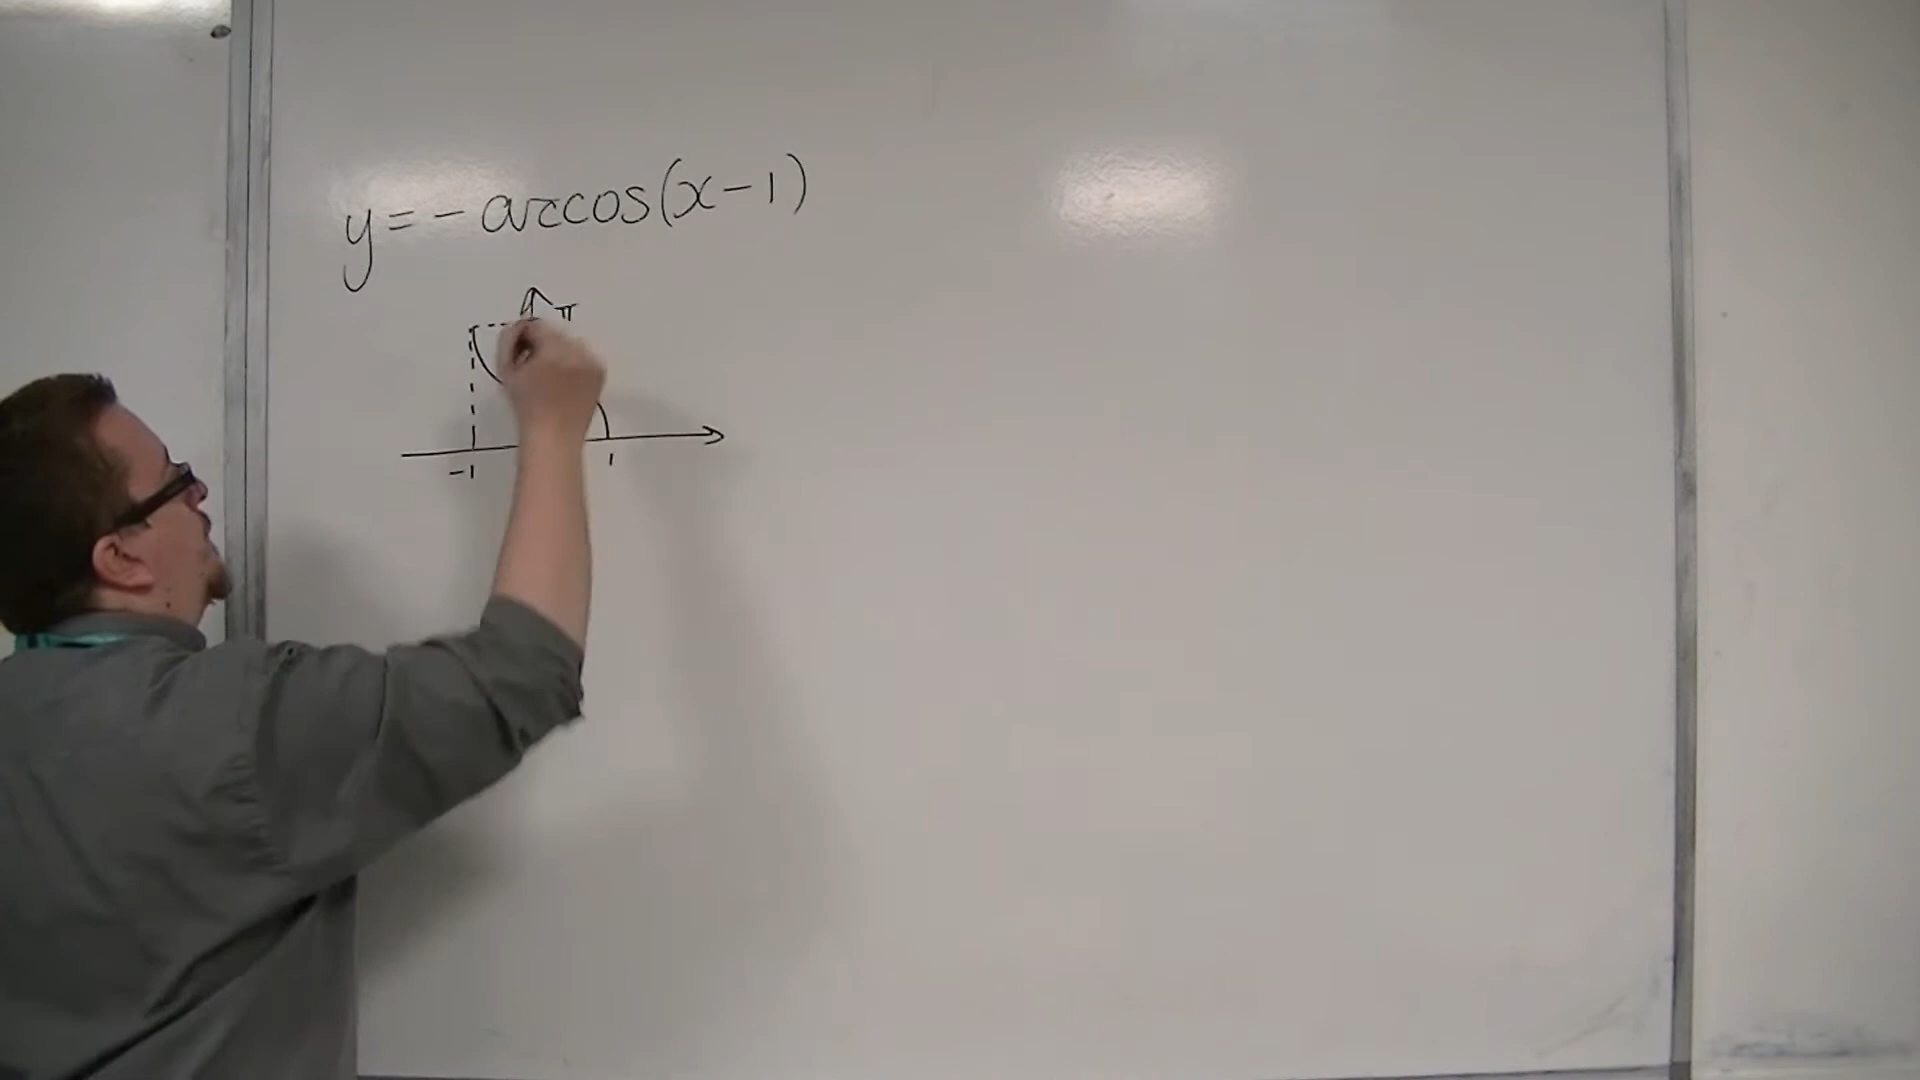 y = - arccos(x-1)
π
-1 1